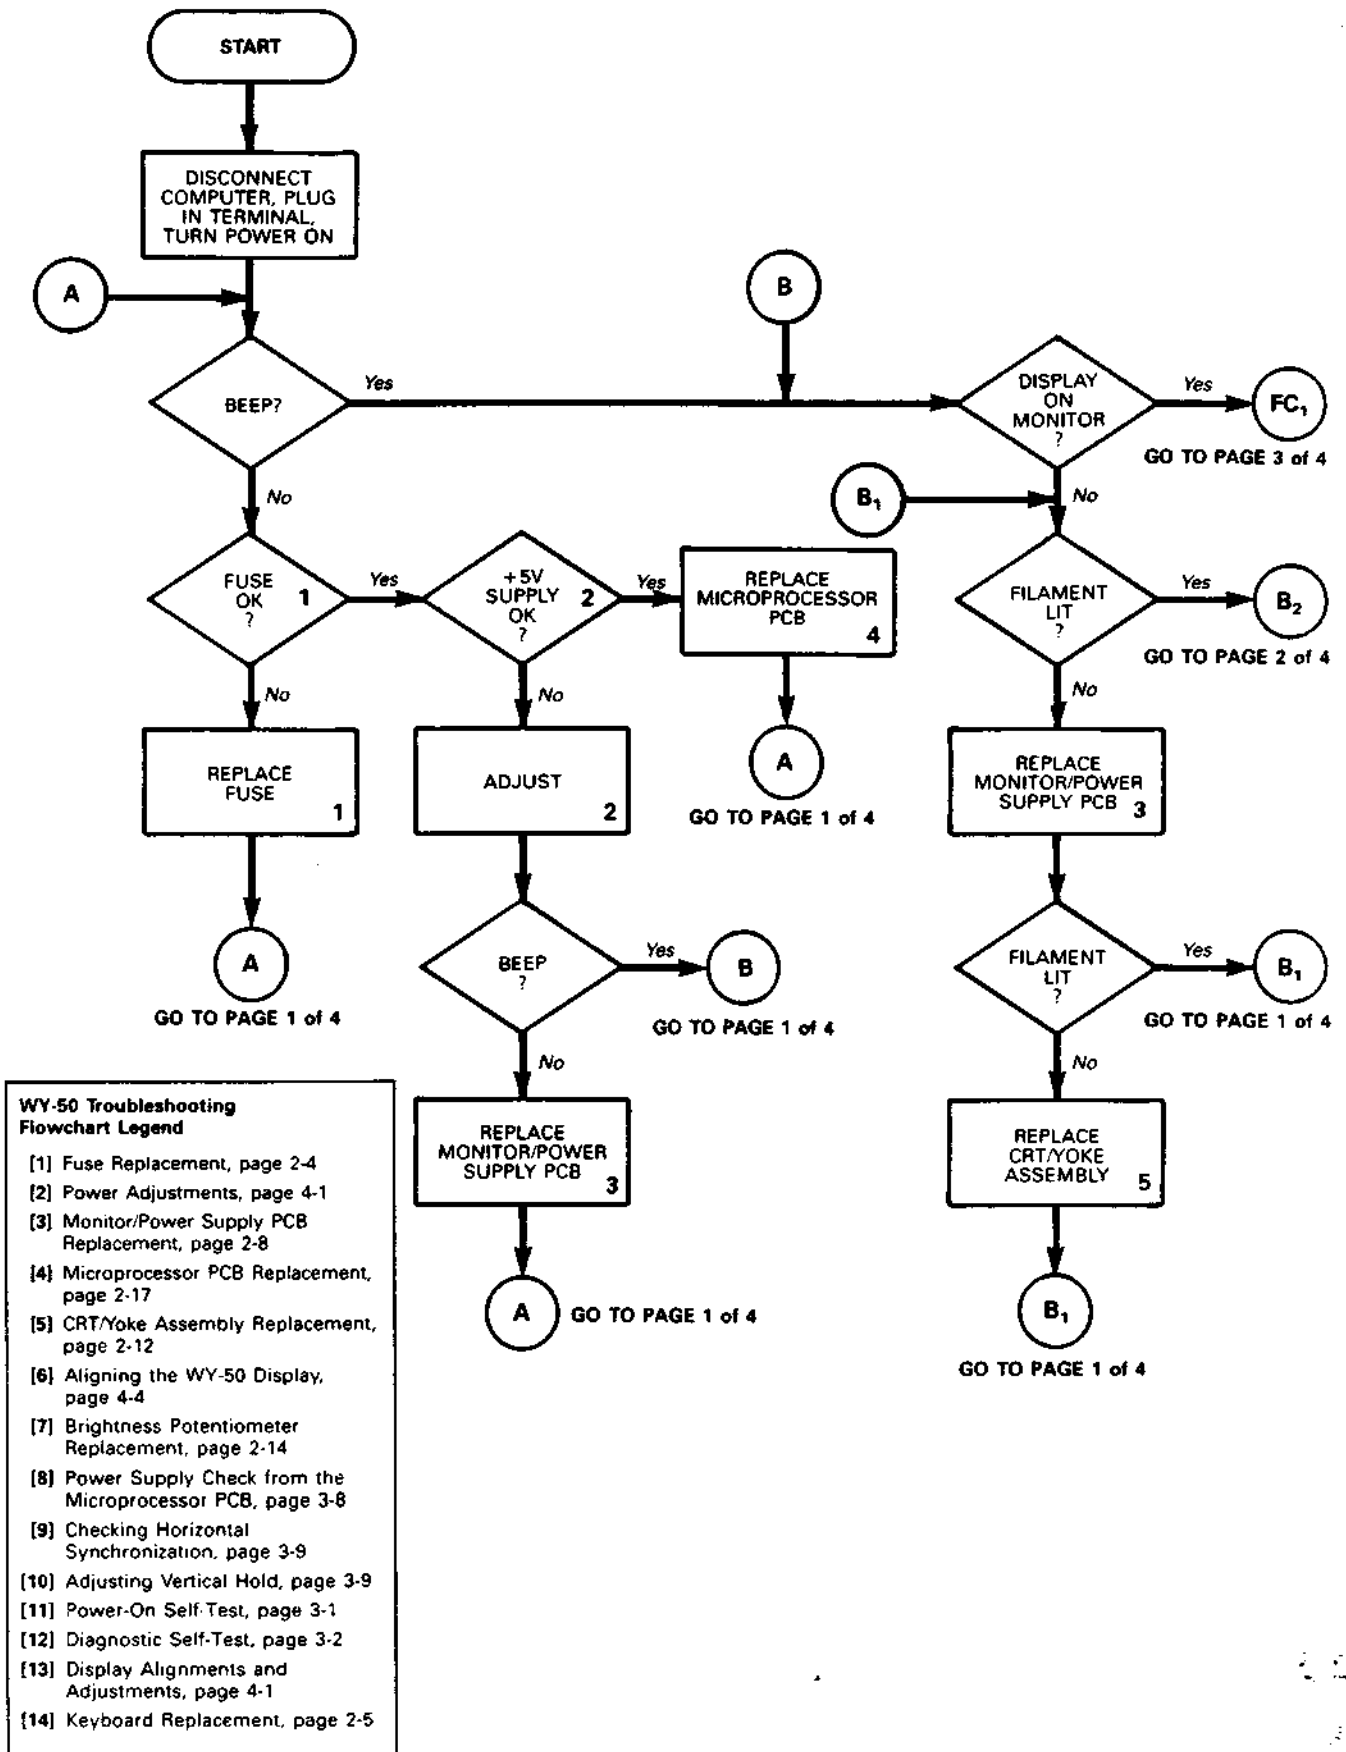 START
DISCONNECT
COMPUTER, PLUG
IN TERMINAL,
TURN POWER ON
A
B
BEEP?
Yes
DISPLAY
ON
MONITOR
?
Yes
FC₁
GO TO PAGE 3 of 4
No
B₁
No
FUSE
OK
?
1
Yes
+5V
SUPPLY
OK
?
2
Yes
REPLACE
MICROPROCESSOR
PCB
4
FILAMENT
LIT
?
Yes
B₂
GO TO PAGE 2 of 4
No
No
No
REPLACE
FUSE
1
ADJUST
2
A
GO TO PAGE 1 of 4
REPLACE
MONITOR/POWER
SUPPLY PCB
3
A
GO TO PAGE 1 of 4
BEEP
?
Yes
B
GO TO PAGE 1 of 4
FILAMENT
LIT
?
Yes
B₁
GO TO PAGE 1 of 4
No
No
REPLACE
MONITOR/POWER
SUPPLY PCB
3
REPLACE
CRT/YOKE
ASSEMBLY
5
A
GO TO PAGE 1 of 4
B₁
GO TO PAGE 1 of 4
WY-50 Troubleshooting
Flowchart Legend
[1] Fuse Replacement, page 2-4
[2] Power Adjustments, page 4-1
[3] Monitor/Power Supply PCB
Replacement, page 2-8
[4] Microprocessor PCB Replacement,
page 2-17
[5] CRT/Yoke Assembly Replacement,
page 2-12
[6] Aligning the WY-50 Display,
page 4-4
[7] Brightness Potentiometer
Replacement, page 2-14
[8] Power Supply Check from the
Microprocessor PCB, page 3-8
[9] Checking Horizontal
Synchronization, page 3-9
[10] Adjusting Vertical Hold, page 3-9
[11] Power-On Self-Test, page 3-1
[12] Diagnostic Self-Test, page 3-2
[13] Display Alignments and
Adjustments, page 4-1
[14] Keyboard Replacement, page 2-5